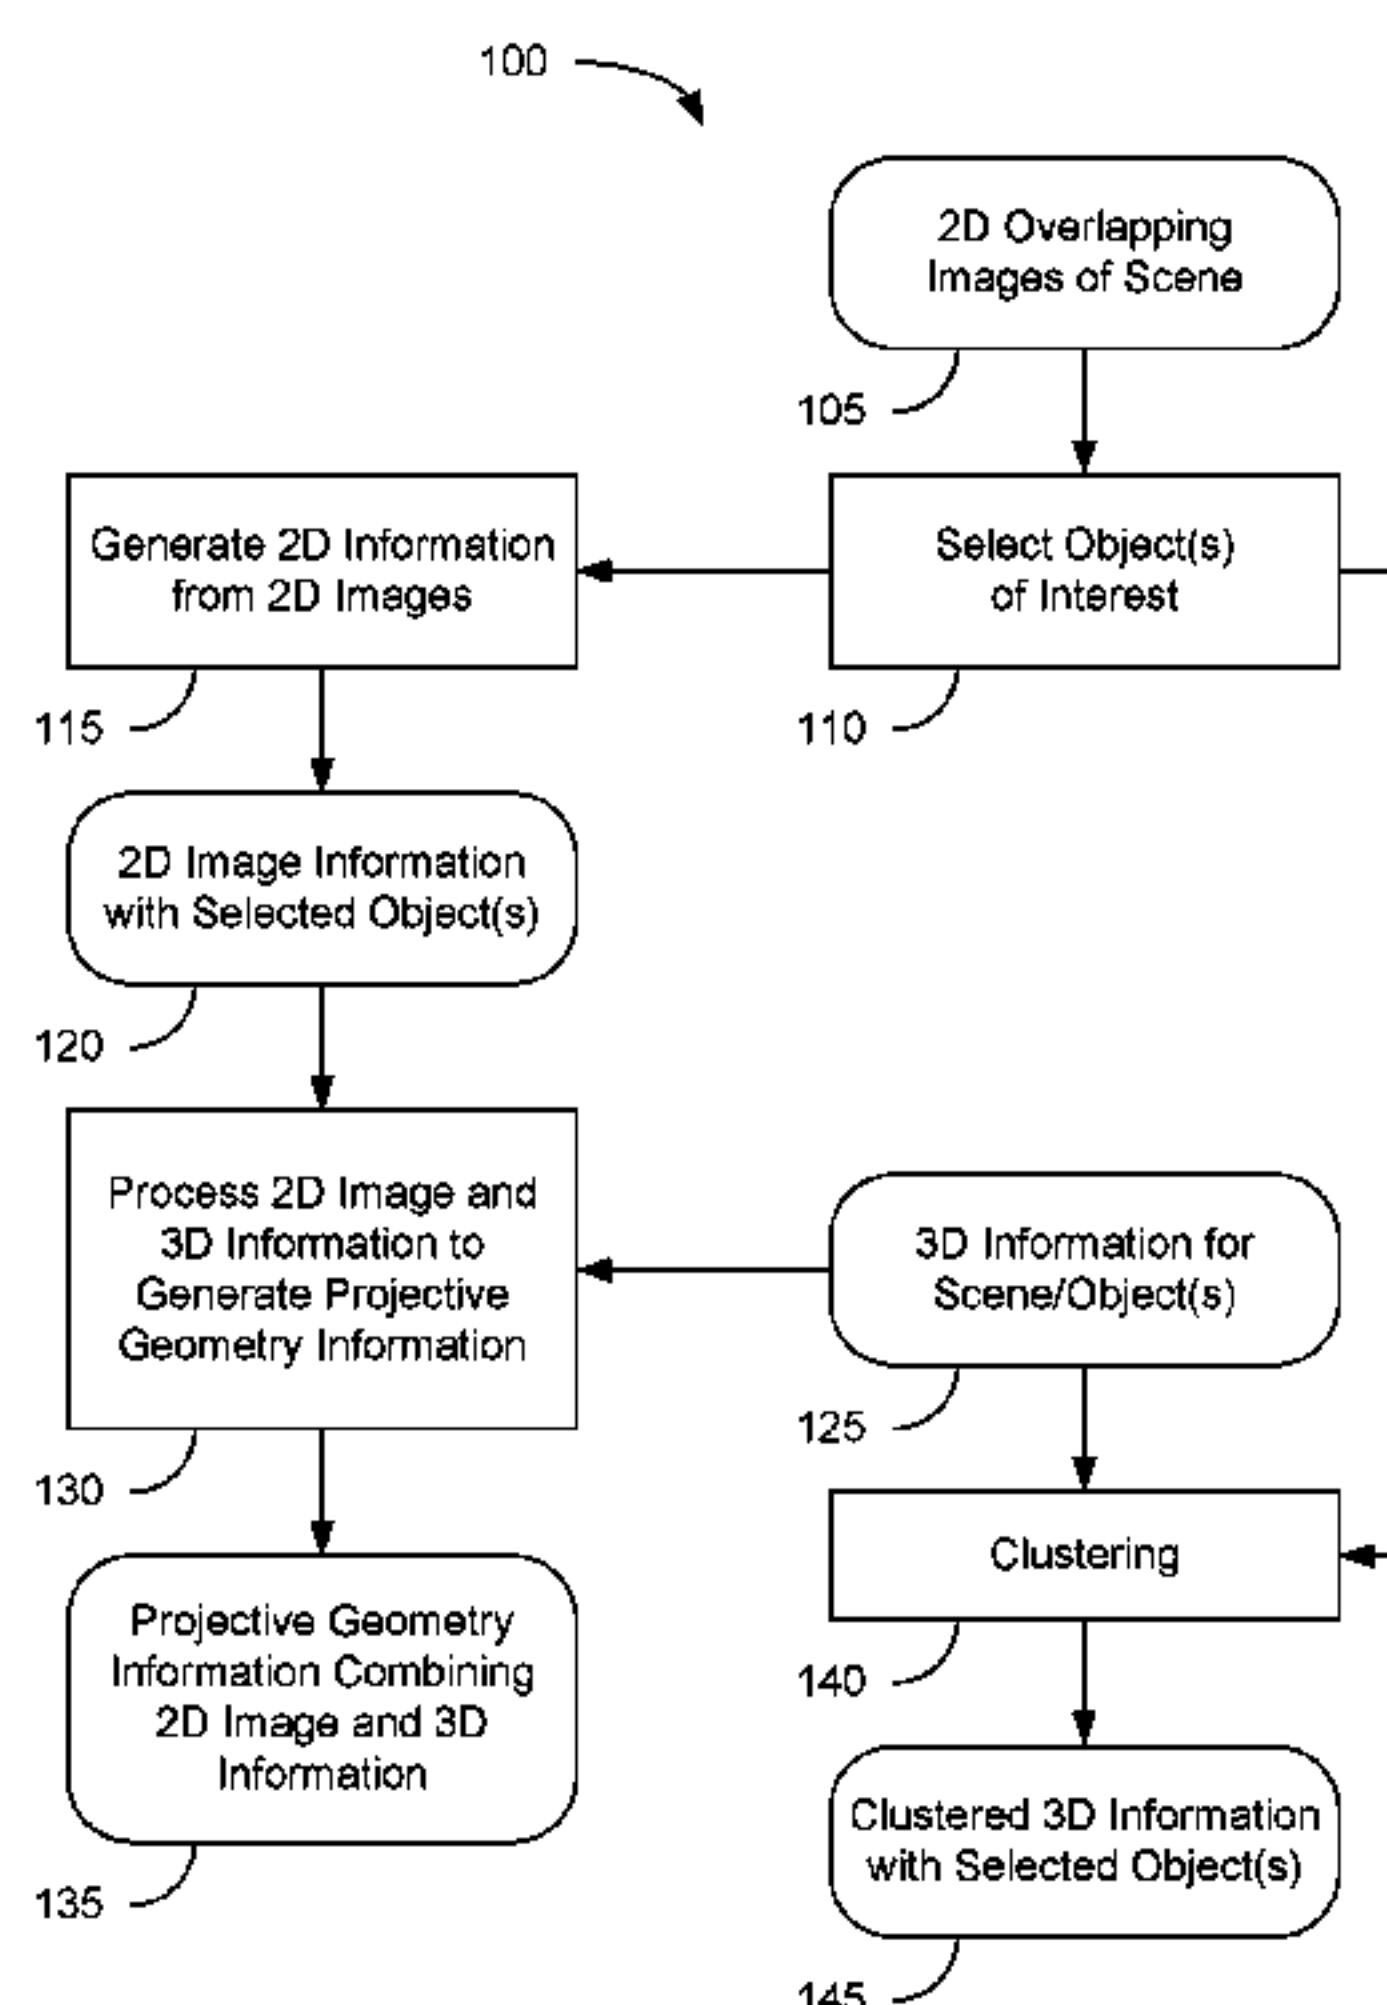 100
2D Overlapping
Images of Scene
105
Generate 2D Information
from 2D Images
115
Select Object(s)
of Interest
110
2D Image Information
with Selected Object(s)
120
Process 2D Image and
3D Information to
Generate Projective
Geometry Information
130
3D Information for
Scene/Object(s)
125
Clustering
140
Projective Geometry
Information Combining
2D Image and 3D
Information
135
Clustered 3D Information
with Selected Object(s)
145